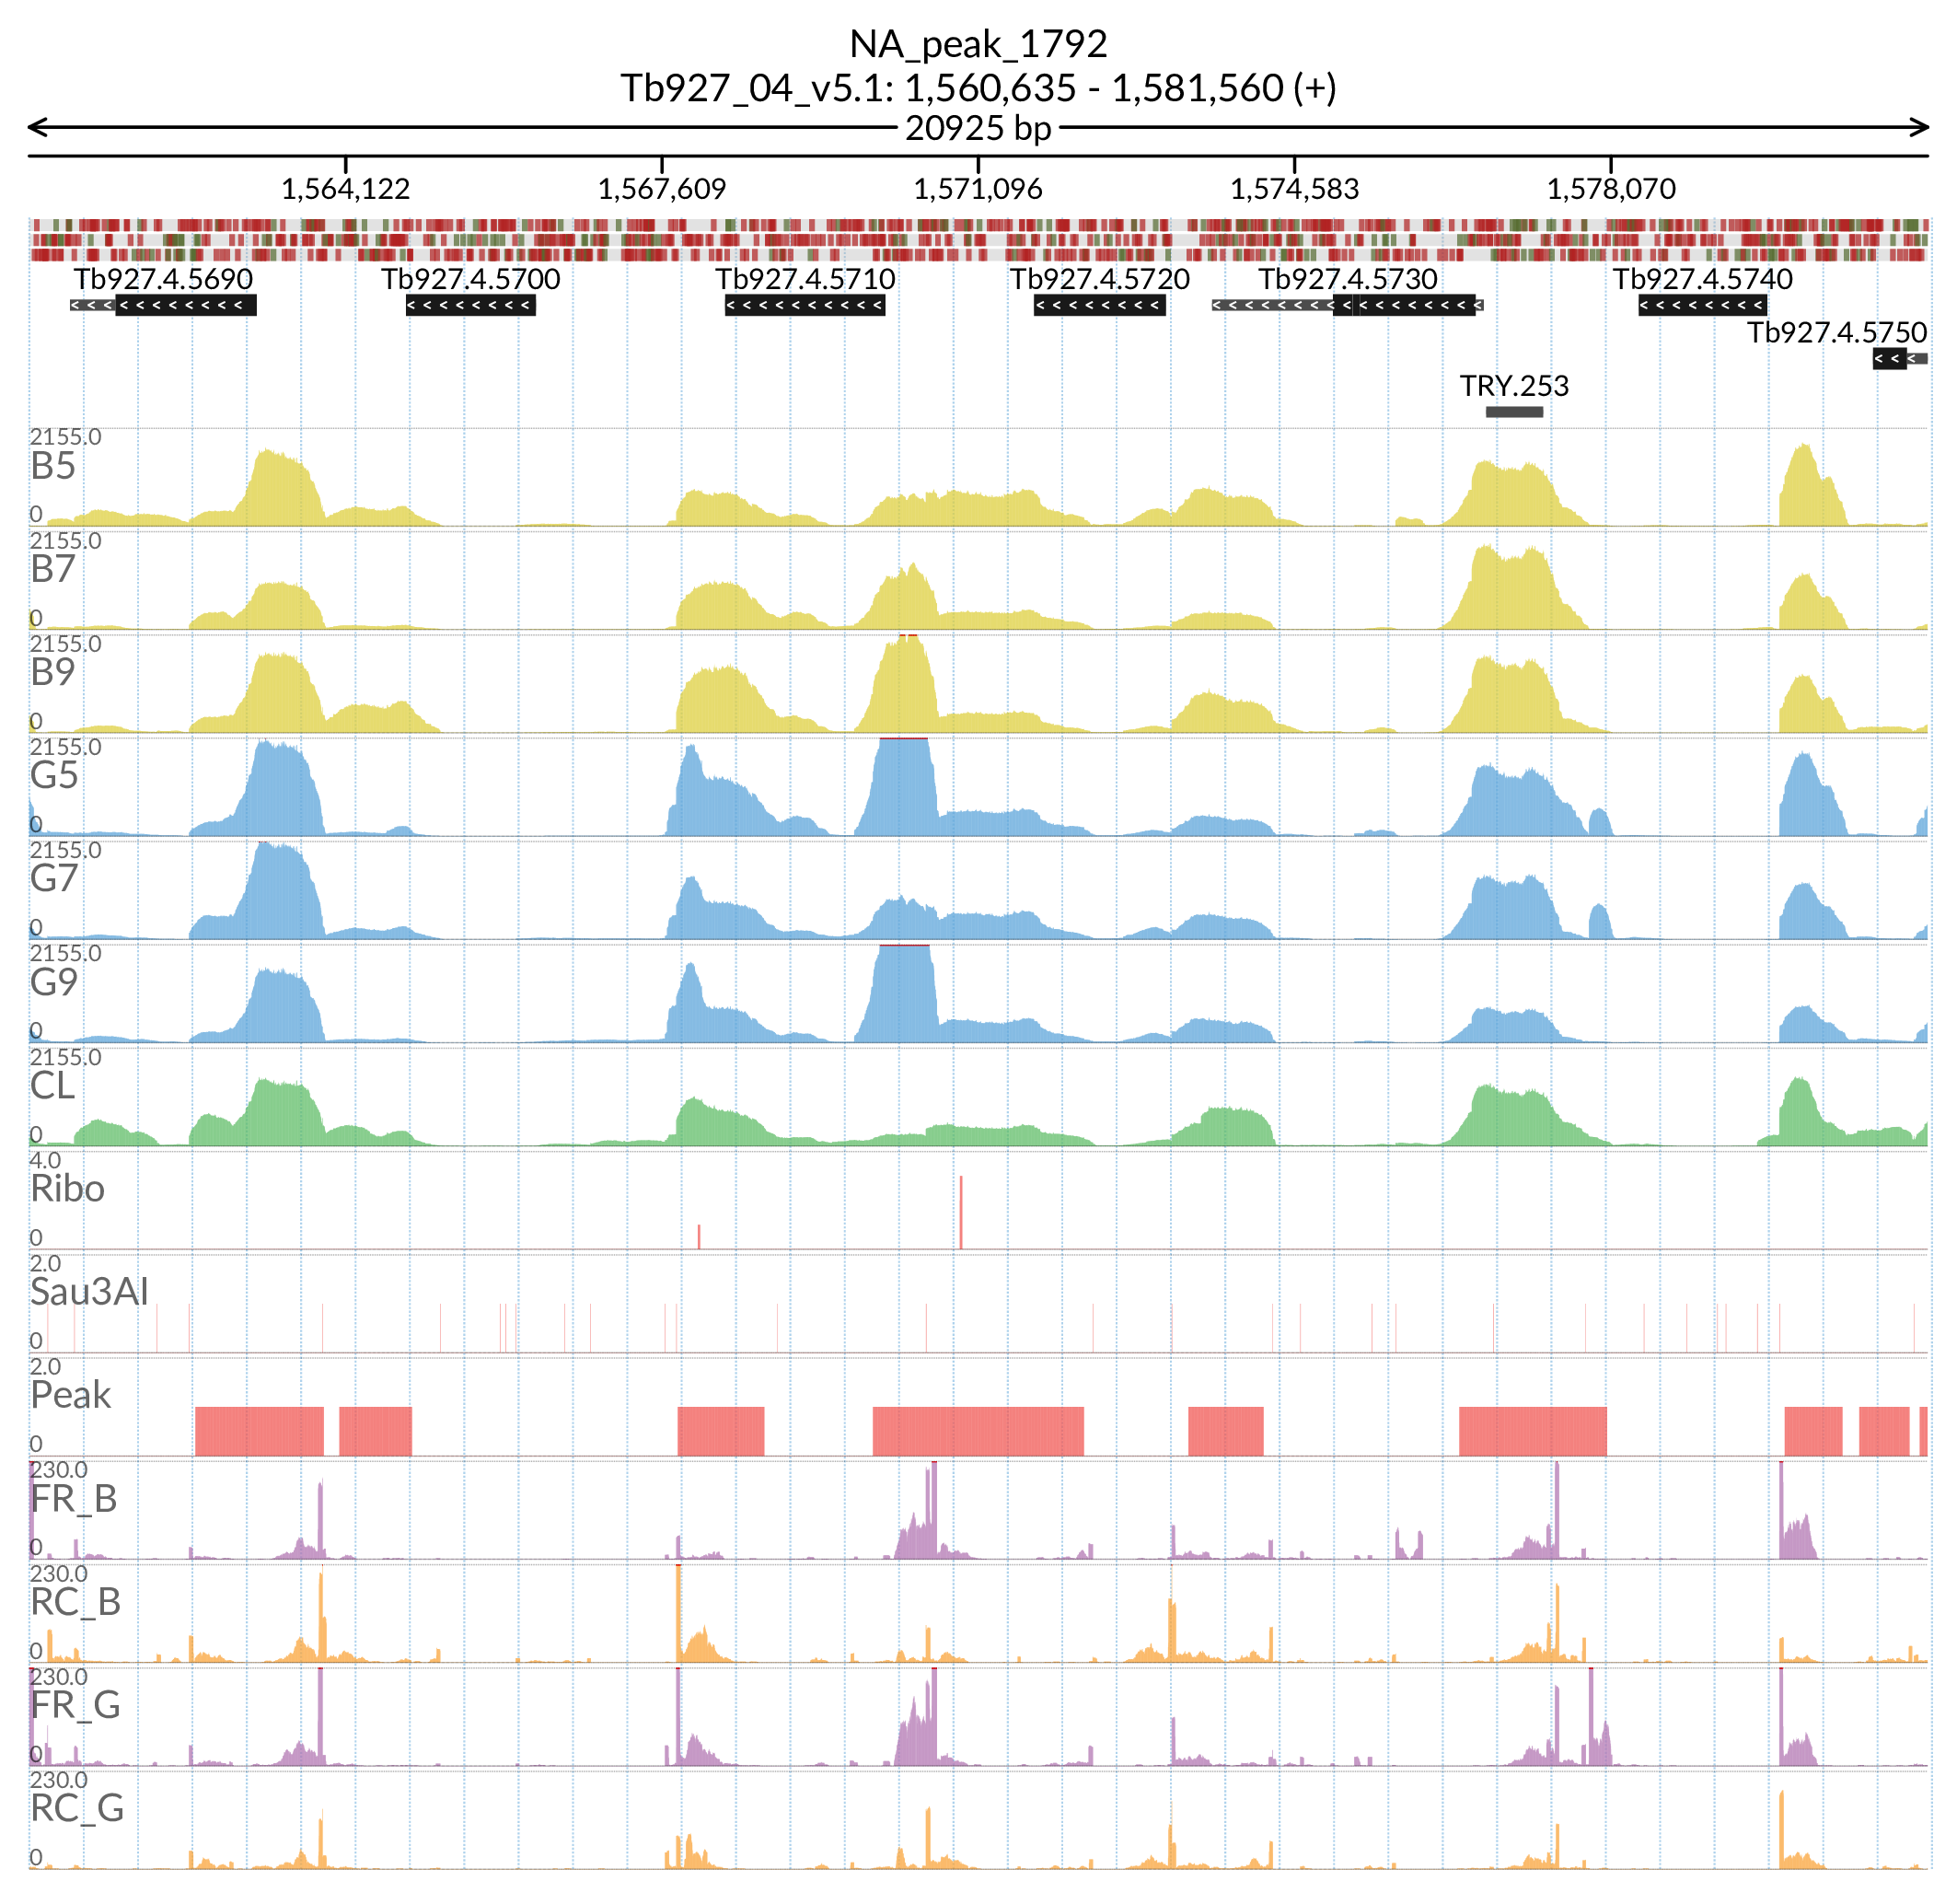 NA_peak_1792
Tb927_04_v5.1: 1,560,635 - 1,581,560 (+)
20925 bp
1,564,122 1,567,609 1,571,096 1,574,583 1,578,070
Tb927.4.5690 Tb927.4.5700 Tb927.4.5710 Tb927.4.5720 Tb927.4.5730 Tb927.4.5740
Tb927.4.5750
TRY.253
2155.0
B5
0
2155.0
B7
0
2155.0
B9
0
2155.0
G5
0
2155.0
G7
0
2155.0
G9
0
2155.0
CL
0
4.0
Ribo
0
2.0
Sau3AI
0
2.0
Peak
0
230.0
FR_B
0
230.0
RC_B
0
230.0
FR_G
0
230.0
RC_G
0